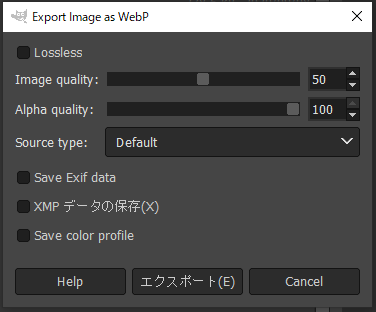 Export Image as WebP
Lossless
Image quality: 50
Alpha quality: 100
Source type: Default
Save Exif data
XMP データの保存(X)
Save color profile
Help エクスポート(E) Cancel